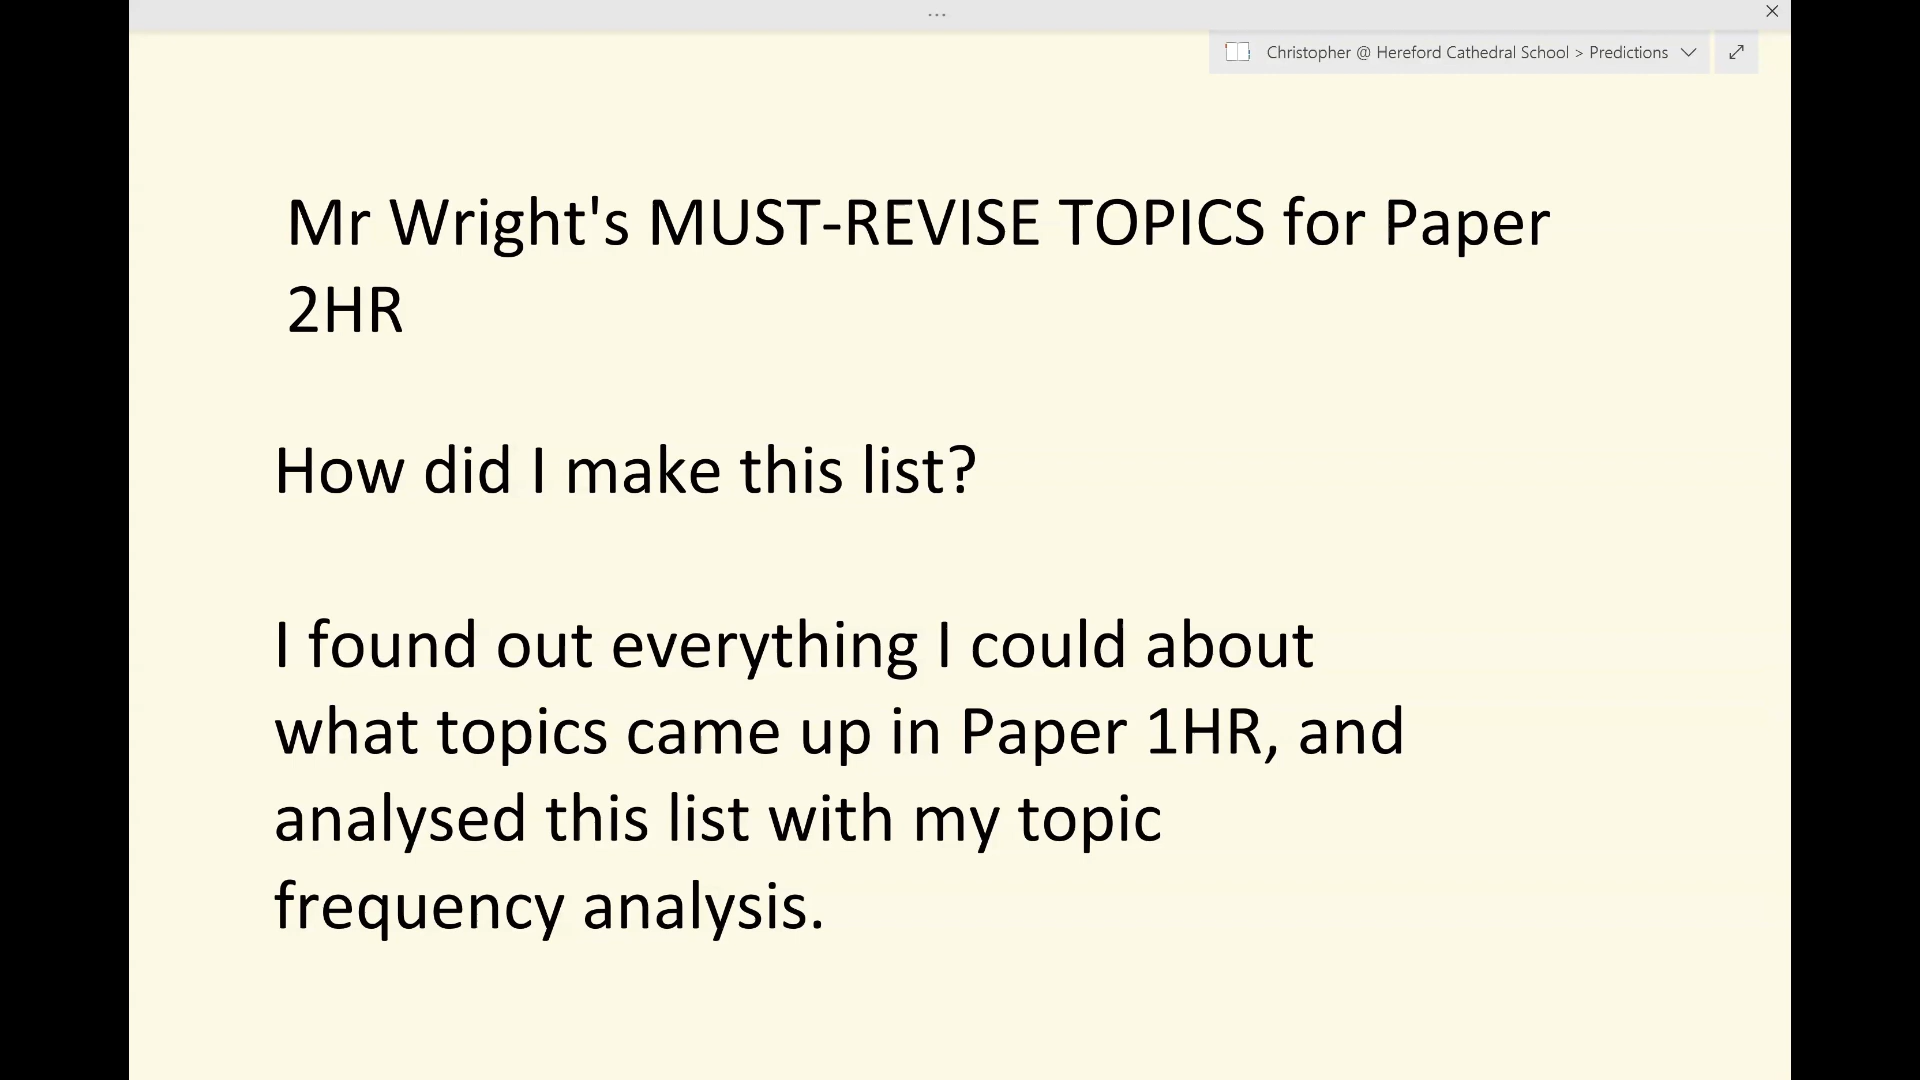 ...
Christopher @ Hereford Cathedral School > Predictions
Mr Wright's MUST-REVISE TOPICS for Paper
2HR
How did I make this list?
I found out everything I could about
what topics came up in Paper 1HR, and
analysed this list with my topic
frequency analysis.